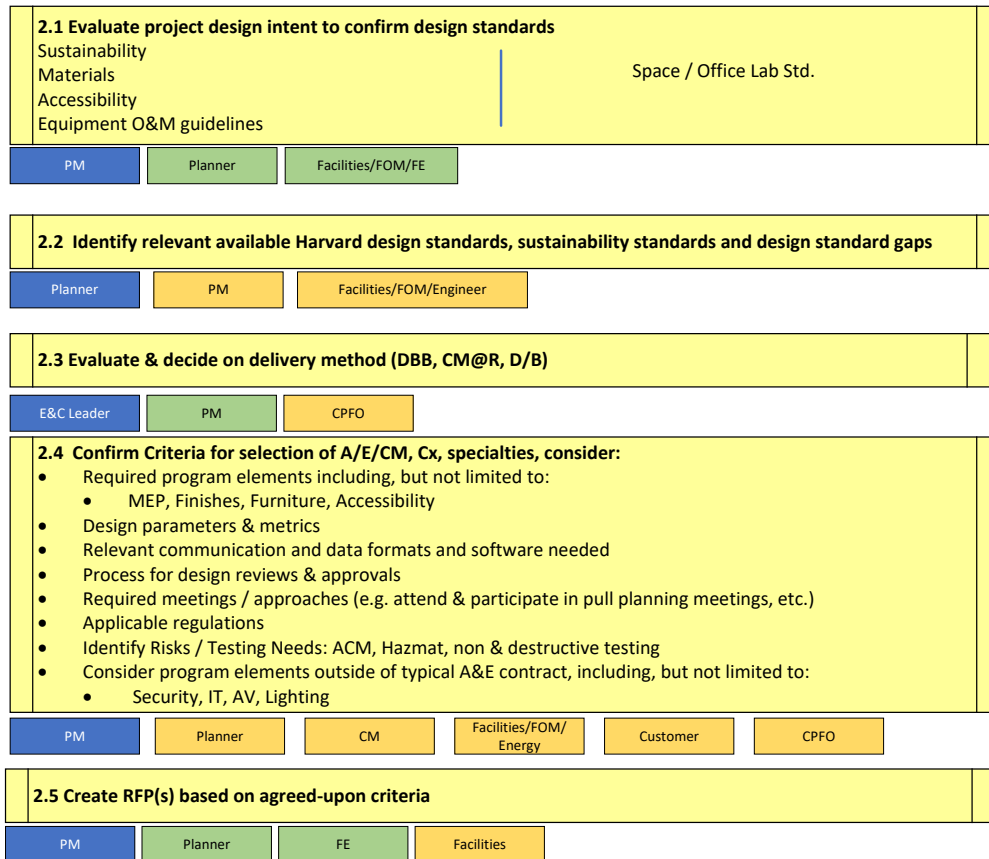 2.1 Evaluate project design intent to confirm design standards
Sustainability
Materials
Accessibility
Equipment O&M guidelines
Space / Office Lab Std.
PM
Planner
Facilities/FOM/FE
2.2 Identify relevant available Harvard design standards, sustainability standards and design standard gaps
Planner
PM
Facilities/FOM/Engineer
2.3 Evaluate & decide on delivery method (DBB, CM@R, D/B)
E&C Leader
PM
CPFO
2.4 Confirm Criteria for selection of A/E/CM, Cx, specialties, consider:
• Required program elements including, but not limited to:
• MEP, Finishes, Furniture, Accessibility
• Design parameters & metrics
• Relevant communication and data formats and software needed
• Process for design reviews & approvals
• Required meetings / approaches (e.g. attend & participate in pull planning meetings, etc.)
• Applicable regulations
• Identify Risks / Testing Needs: ACM, Hazmat, non & destructive testing
• Consider program elements outside of typical A&E contract, including, but not limited to:
• Security, IT, AV, Lighting
PM
Planner
CM
Facilities/FOM/
Energy
Customer
CPFO
2.5 Create RFP(s) based on agreed-upon criteria
PM
Planner
FE
Facilities